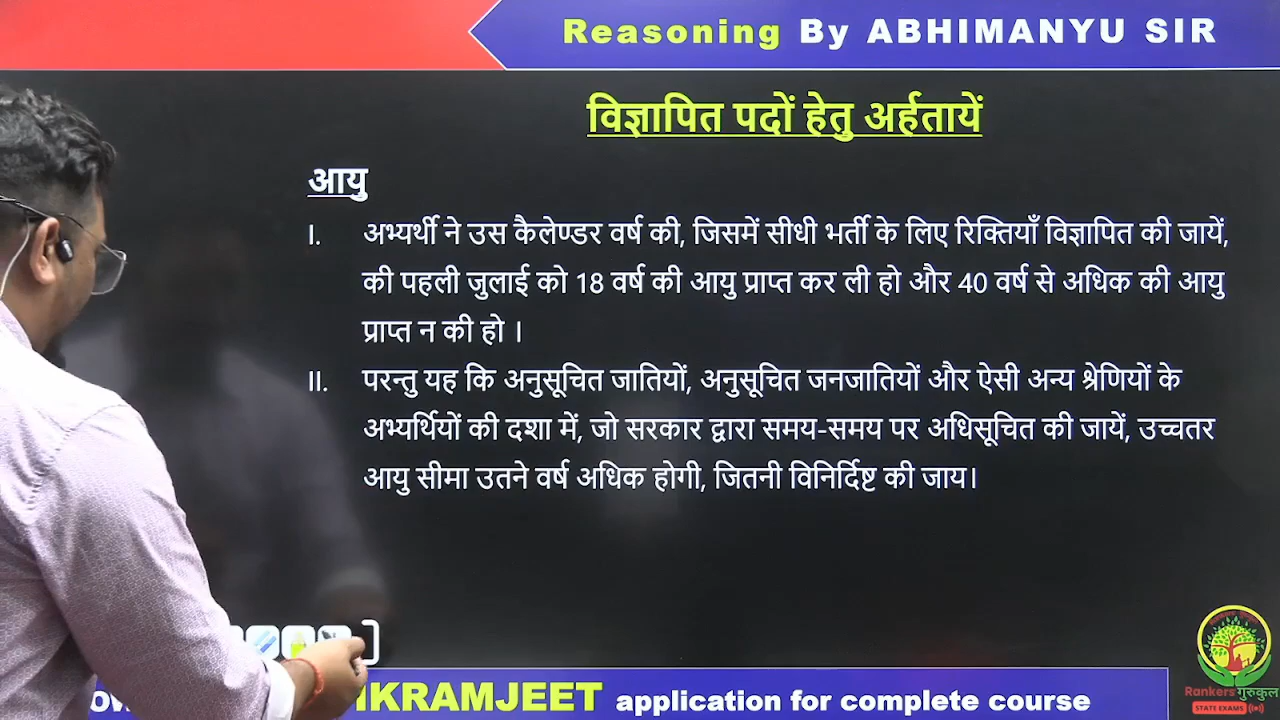 Reasoning By ABHIMANYU SIR
विज्ञापित पदों हेतु अर्हतायें
आयु
I. अभ्यर्थी ने उस कैलेण्डर वर्ष की, जिसमें सीधी भर्ती के लिए रिक्तियाँ विज्ञापित की जायें,
की पहली जुलाई को 18 वर्ष की आयु प्राप्त कर ली हो और 40 वर्ष से अधिक की आयु
प्राप्त न की हो ।
II. परन्तु यह कि अनुसूचित जातियों, अनुसूचित जनजातियों और ऐसी अन्य श्रेणियों के
अभ्यर्थियों की दशा में, जो सरकार द्वारा समय-समय पर अधिसूचित की जायें, उच्चतर
आयु सीमा उतने वर्ष अधिक होगी, जितनी विनिर्दिष्ट की जाय।
IKRAMJEET application for complete course
Rankers गुरुकुल
STATE EXAMS